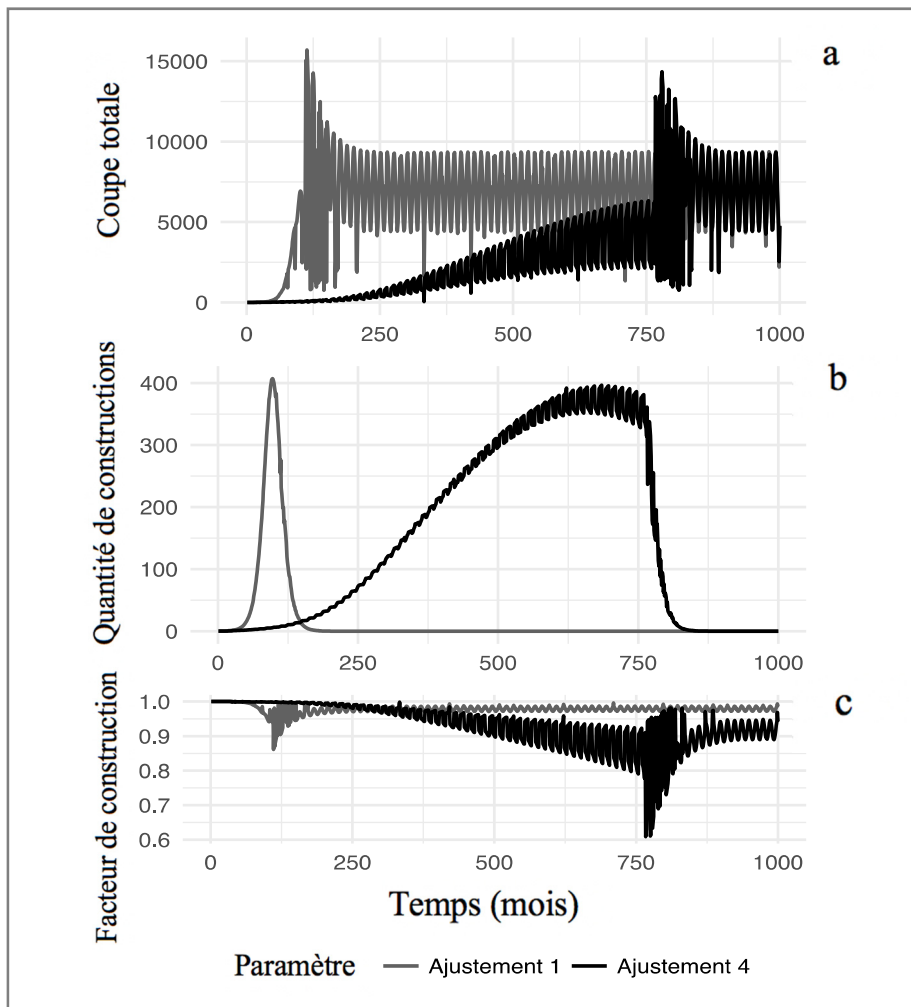 a
Coupe totale
15000
10000
5000
0
0 250 500 750 1000
b
Quantité de constructions
400
300
200
100
0
0 250 500 750 1000
c
Facteur de construction
1.0
0.9
0.8
0.7
0.6
0 250 500 750 1000
Temps (mois)
Paramètre Ajustement 1 Ajustement 4